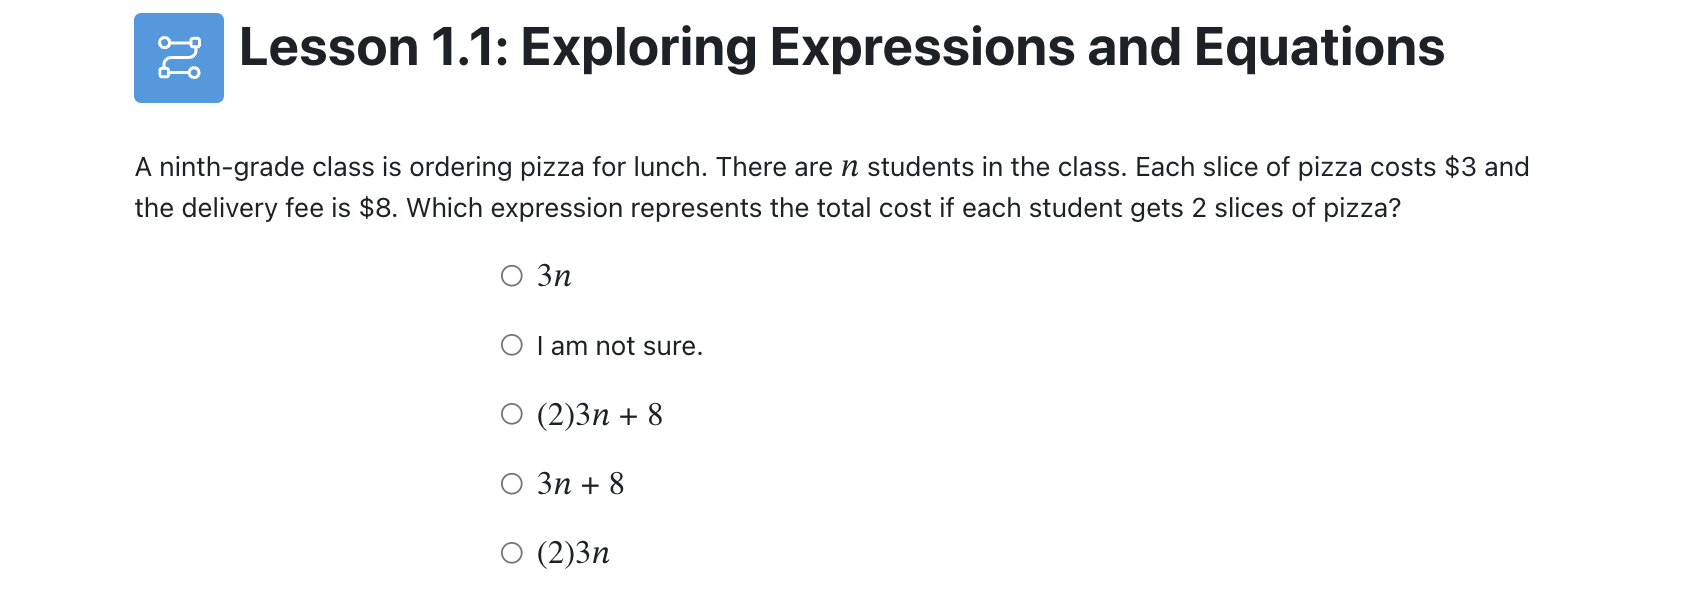 Lesson 1.1: Exploring Expressions and Equations
A ninth-grade class is ordering pizza for lunch. There are n students in the class. Each slice of pizza costs $3 and
the delivery fee is $8. Which expression represents the total cost if each student gets 2 slices of pizza?
3n
I am not sure.
(2)3n + 8
3n + 8
(2)3n